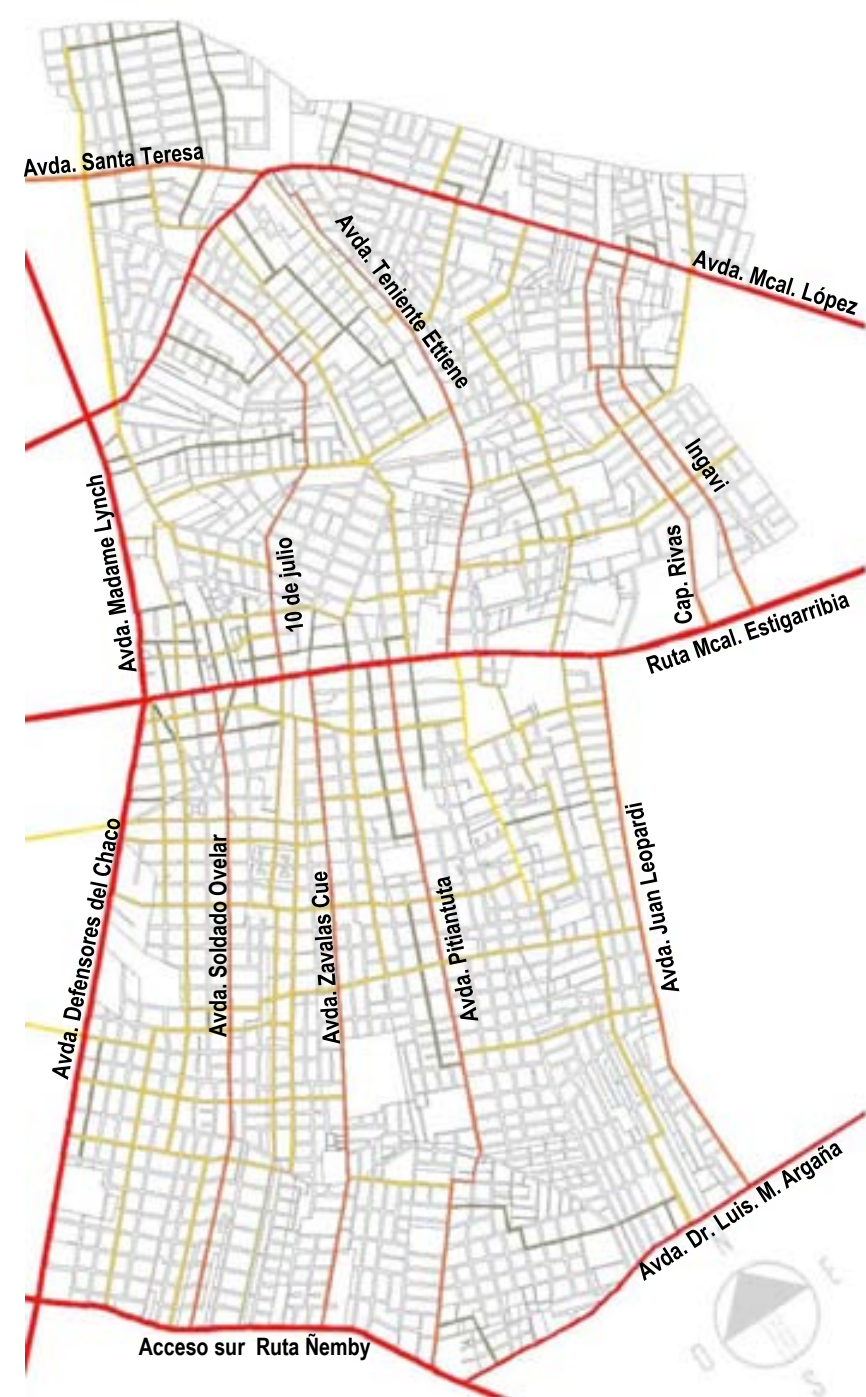 Avda. Santa Teresa
Avda. Teniente Ettiene
Avda. Mcal. López
Ingavi
Avda. Madame Lynch
10 de julio
Cap. Rivas
Ruta Mcal. Estigarribia
Avda. Defensores del Chaco
Avda. Soldado Ovelar
Avda. Zavalas Cue
Avda. Pitiantuta
Avda. Juan Leopardi
Avda. Dr. Luis. M. Argaña
Acceso sur Ruta Ñemby
E
O
S